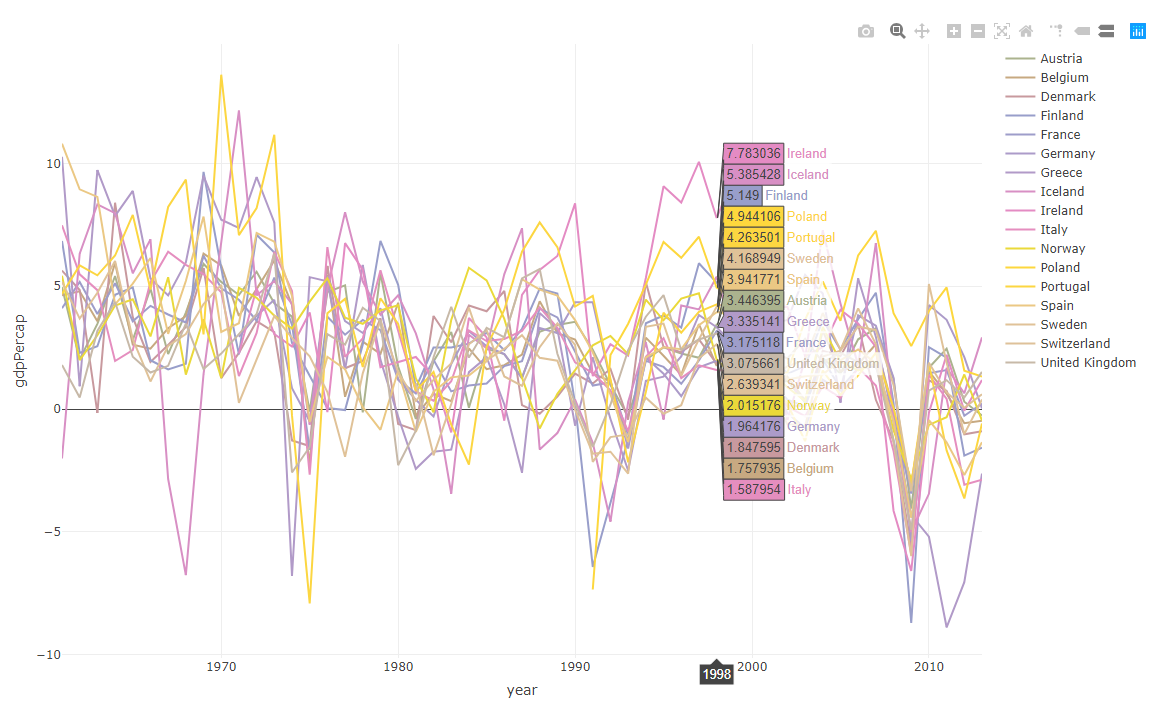 Austria
Belgium
Denmark
Finland
France
Germany
Greece
Iceland
Ireland
Italy
Norway
Poland
Portugal
Spain
Sweden
Switzerland
United Kingdom
gdpPercap
10
5
0
−5
−10
7.783036 Ireland
5.385428 Iceland
5.149 Finland
4.944106 Poland
4.263501 Portugal
4.168949 Sweden
3.941771 Spain
3.446395 Austria
3.335141 Greece
3.175118 France
3.075661 United Kingdom
2.639341 Switzerland
2.015176 Norway
1.964176 Germany
1.847595 Denmark
1.757935 Belgium
1.587954 Italy
1970
1980
1990
2000
2010
1998
year